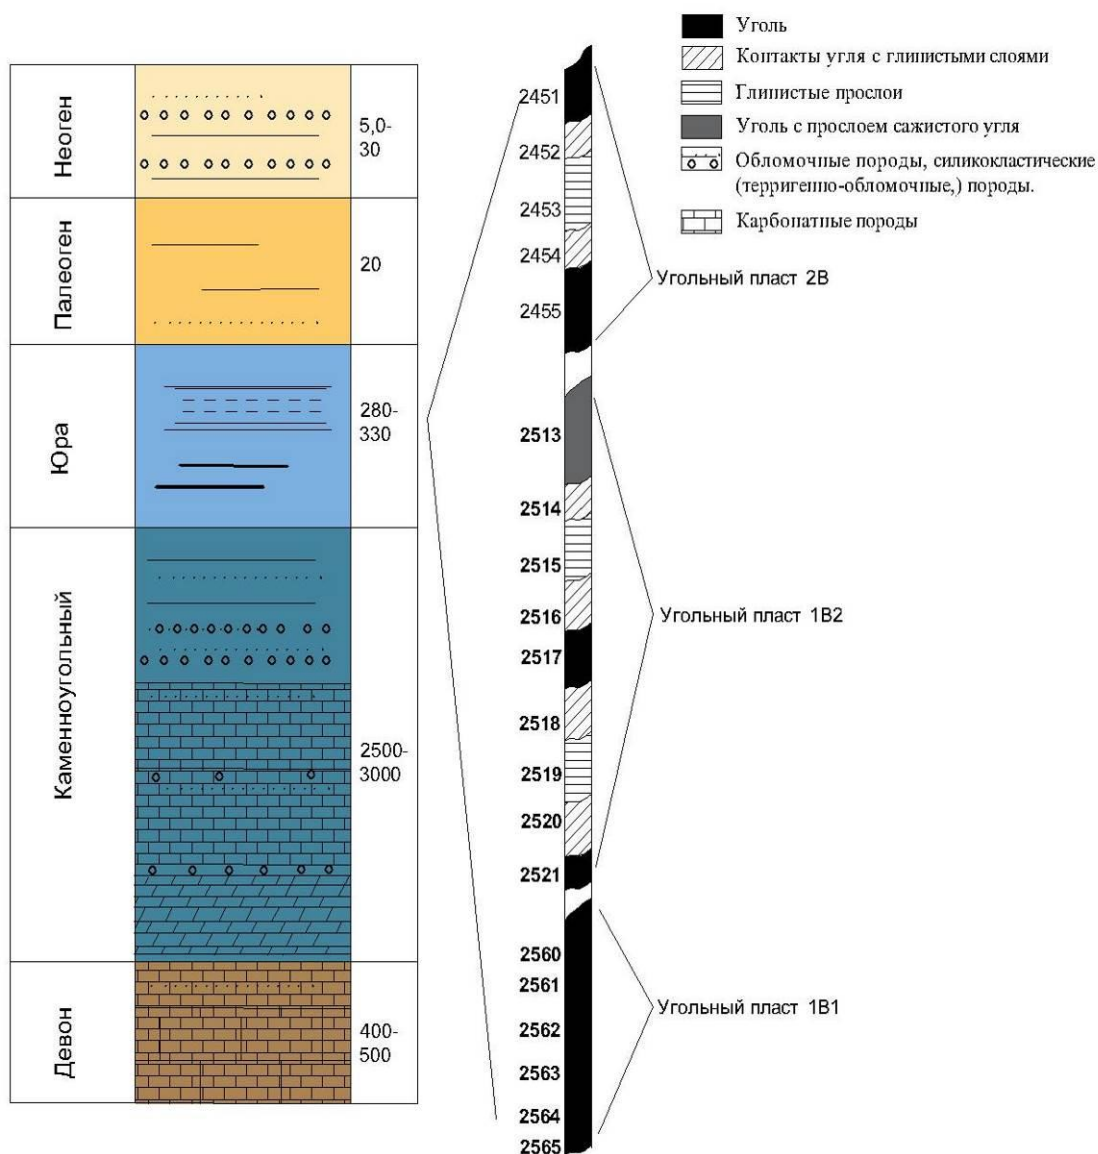 Уголь
Контакты угля с глинистыми слоями
Глинистые прослои
Уголь с прослоем сажистого угля
Обломочные породы, силикокластические
(терригенно-обломочные,) породы.
Карбонатные породы
Неоген
5,0-
30
Палеоген
20
Юра
280-
330
Каменноугольный
2500-
3000
Девон
400-
500
2451
2452
2453
2454
2455
Угольный пласт 2В
2513
2514
2515
2516
2517
2518
2519
2520
2521
Угольный пласт 1В2
2560
2561
2562
2563
2564
2565
Угольный пласт 1В1